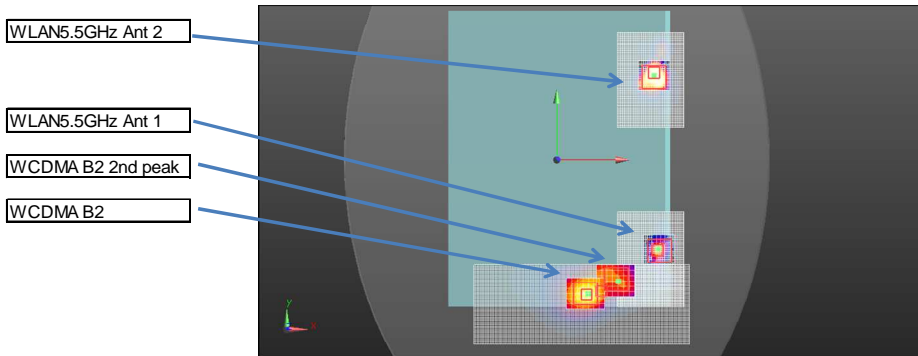 WLAN5.5GHz Ant 2
WLAN5.5GHz Ant 1
WCDMA B2 2nd peak
WCDMA B2
y
x